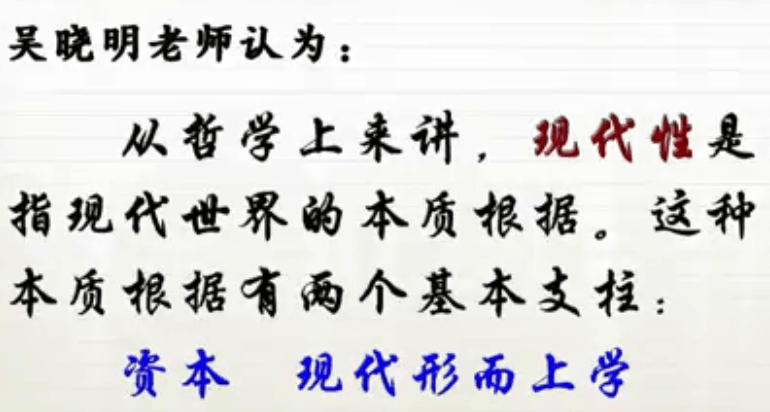 吴晓明老师认为：
从哲学上来讲，现代性是
指现代世界的本质根据。这种
本质根据有两个基本支柱：
资本 现代形而上学